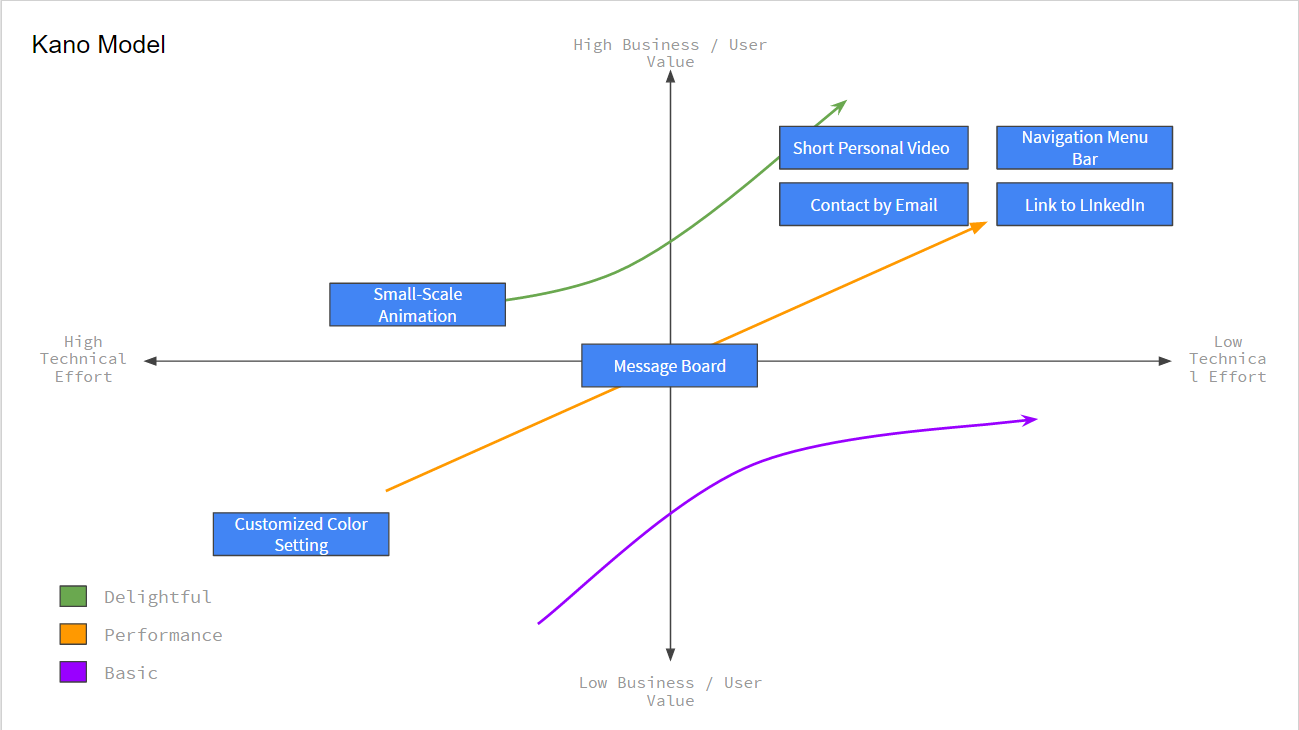 Kano Model
High Business / User
Value
Short Personal Video
Navigation Menu
Bar
Contact by Email
Link to LInkedIn
Small-Scale
Animation
High
Technical
Effort
Message Board
Low
Technica
l Effort
Customized Color
Setting
Delightful
Performance
Basic
Low Business / User
Value